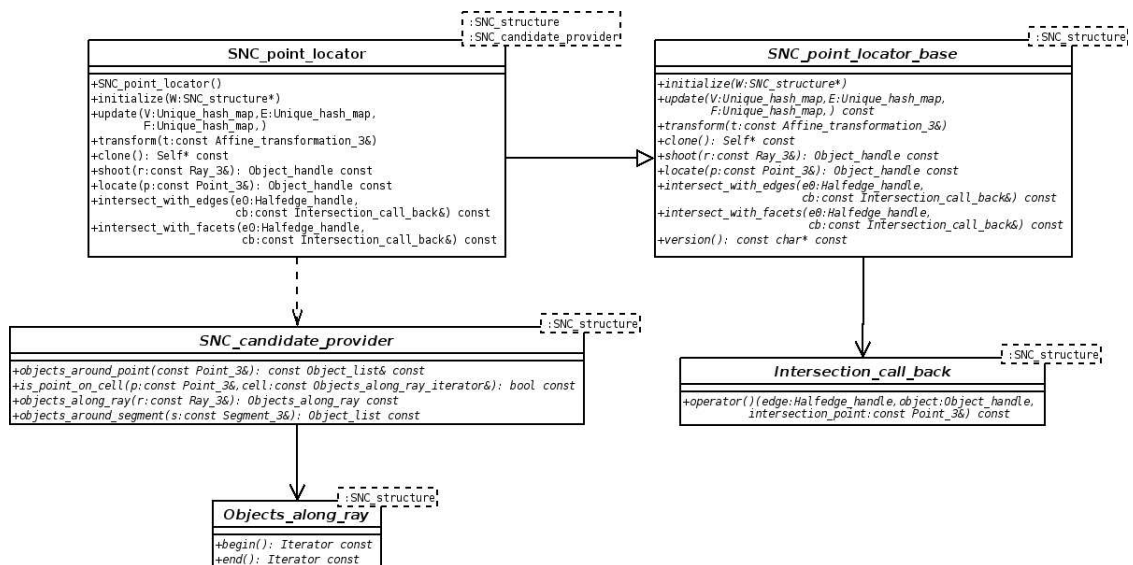 :SNC_structure
:SNC_candidate_provider
SNC_point_locator
+SNC_point_locator()
+initialize(W:SNC_structure*)
+update(V:Unique_hash_map,E:Unique_hash_map,
F:Unique_hash_map,)
+transform(t:const Affine_transformation_3&)
+clone(): Self* const
+shoot(r:const Ray_3&): Object_handle const
+locate(p:const Point_3&): Object_handle const
+intersect_with_edges(e0:Halfedge_handle,
cb:const Intersection_call_back&) const
+intersect_with_facets(e0:Halfedge_handle,
cb:const Intersection_call_back&) const
:SNC_structure
SNC_point_locator_base
+initialize(W:SNC_structure*)
+update(V:Unique_hash_map,E:Unique_hash_map,
F:Unique_hash_map,) const
+transform(t:const Affine_transformation_3&)
+clone(): Self* const
+shoot(r:const Ray_3&): Object_handle const
+locate(p:const Point_3&): Object_handle const
+intersect_with_edges(e0:Halfedge_handle,
cb:const Intersection_call_back&) const
+intersect_with_facets(e0:Halfedge_handle,
cb:const Intersection_call_back&) const
+version(): const char* const
:SNC_structure
SNC_candidate_provider
+objects_around_point(const Point_3&): const Object_list& const
+is_point_on_cell(p:const Point_3&,cell:const Objects_along_ray_iterator&): bool const
+objects_along_ray(r:const Ray_3&): Objects_along_ray const
+objects_around_segment(s:const Segment_3&): Object_list const
:SNC_structure
Intersection_call_back
+operator()(edge:Halfedge_handle,object:Object_handle,
intersection_point:const Point_3&) const
:SNC_structure
Objects_along_ray
+begin(): Iterator const
+end(): Iterator const